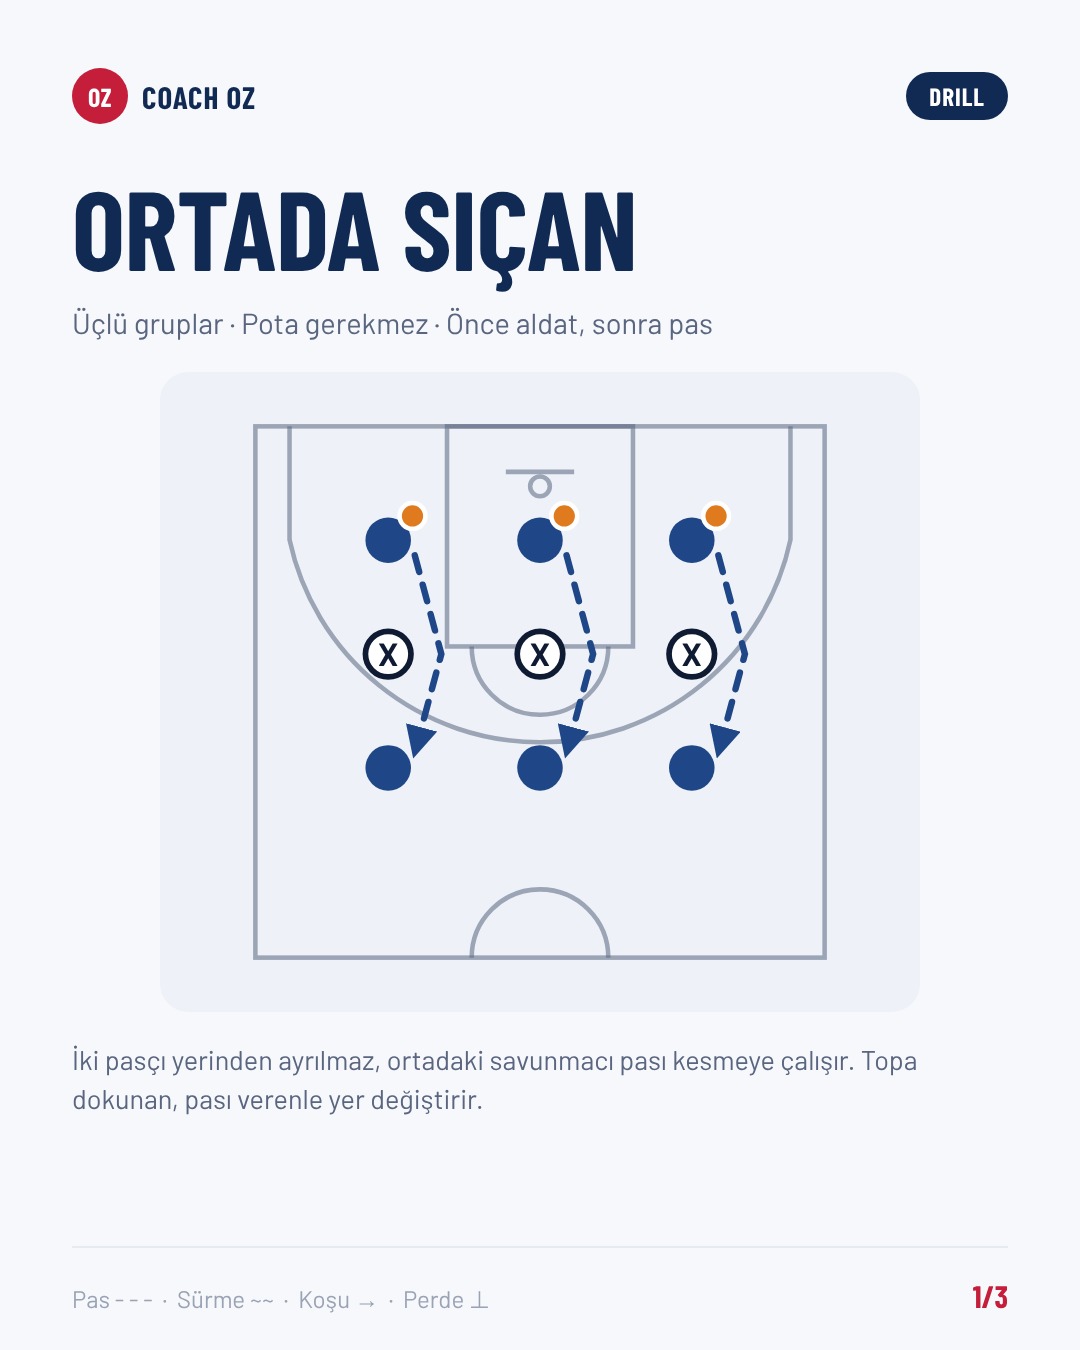 OZ COACH OZ
DRILL
ORTADA SIÇAN
Üçlü gruplar · Pota gerekmez · Önce aldat, sonra pas
X X X
İki pasçı yerinden ayrılmaz, ortadaki savunmacı pası kesmeye çalışır. Topa
dokunan, pası verenle yer değiştirir.
Pas - - - · Sürme ~~ · Koşu → · Perde ⊥
1/3